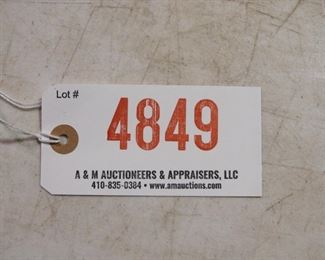 Lot #
4849
A & M AUCTIONEERS & APPRAISERS, LLC
410-835-0384 • www.amauctions.com